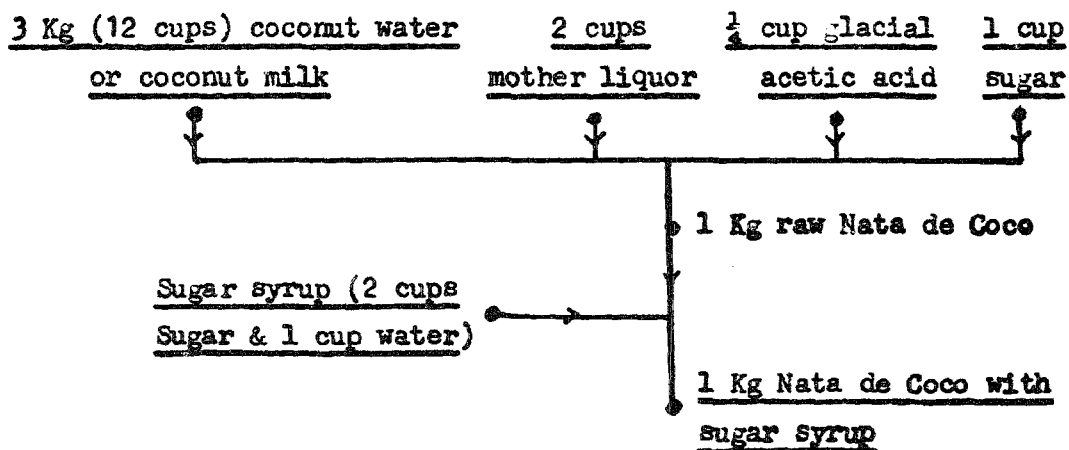 3 Kg (12 cups) coconut water
or coconut milk
2 cups
mother liquor
¼ cup glacial
acetic acid
1 cup
sugar
1 Kg raw Nata de Coco
Sugar syrup (2 cups
Sugar & 1 cup water)
1 Kg Nata de Coco with
sugar syrup